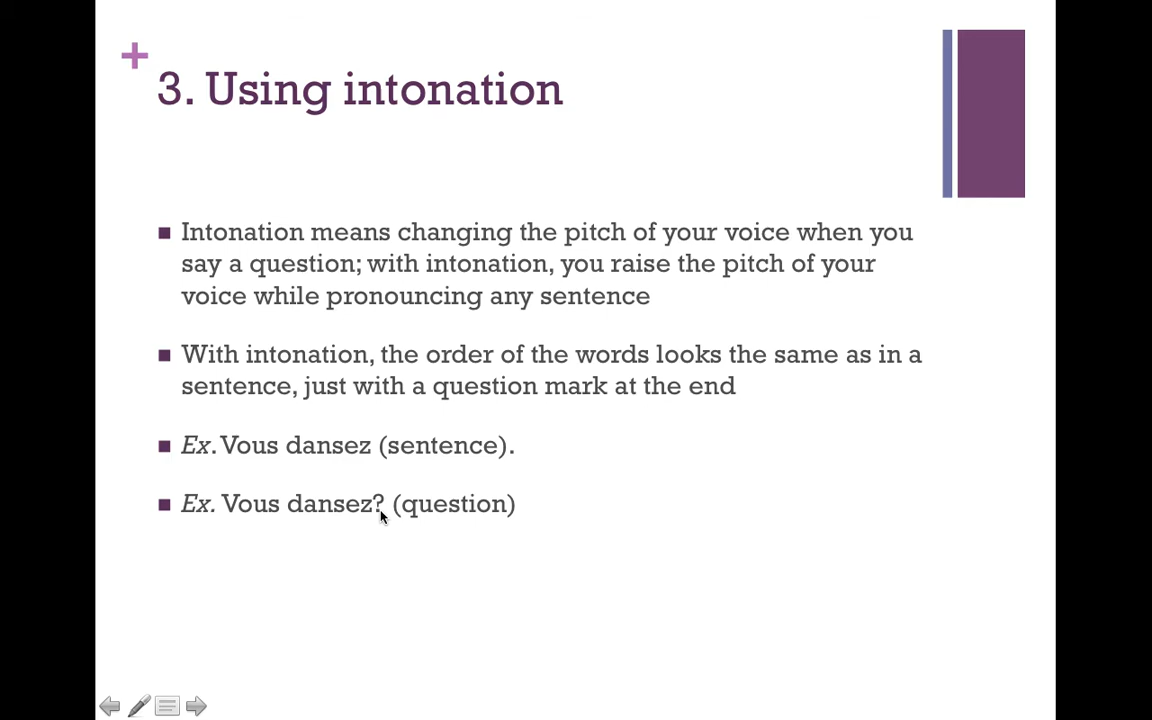 +
3. Using intonation
Intonation means changing the pitch of your voice when you
say a question; with intonation, you raise the pitch of your
voice while pronouncing any sentence
With intonation, the order of the words looks the same as in a
sentence, just with a question mark at the end
Ex. Vous dansez (sentence).
Ex. Vous dansez? (question)